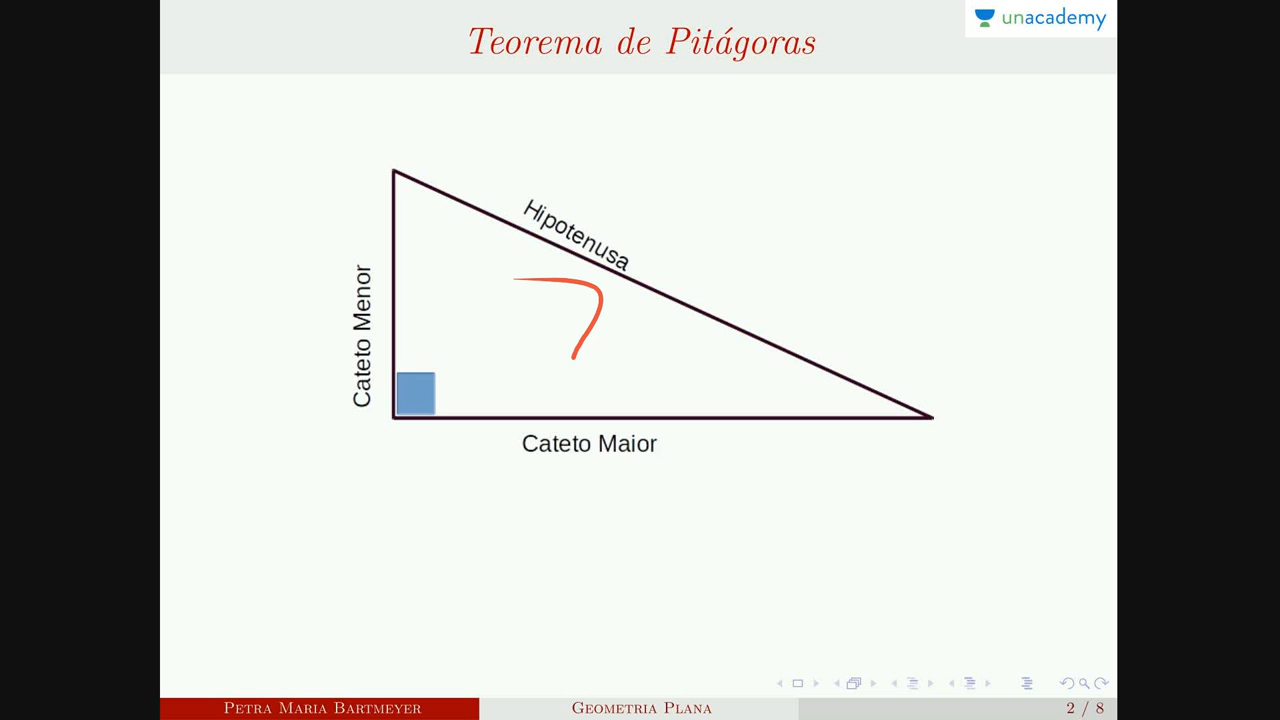 unacademy
Teorema de Pitágoras
Hipotenusa
Cateto Menor
Cateto Maior
Petra Maria Bartmeyer
Geometria Plana
2 / 8